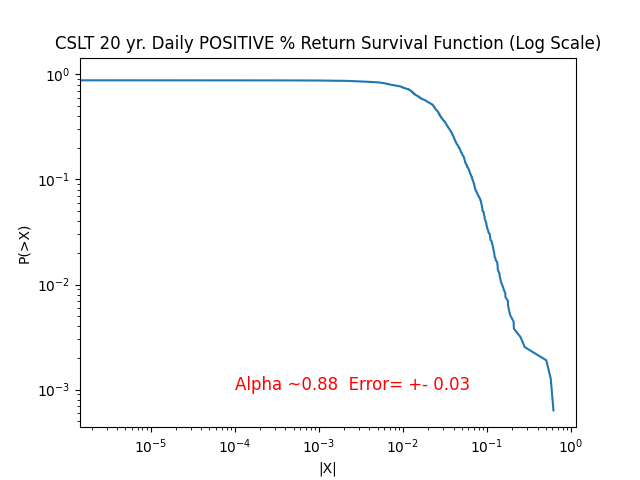 CSLT 20 yr. Daily POSITIVE % Return Survival Function (Log Scale)
10⁰
10⁻¹
10⁻²
10⁻³
P(>X)
Alpha ~0.88  Error= +- 0.03
10⁻⁵ 10⁻⁴ 10⁻³ 10⁻² 10⁻¹ 10⁰
|X|